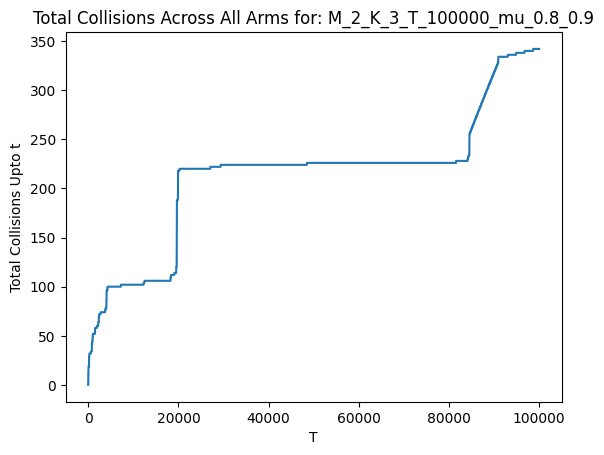 Total Collisions Across All Arms for: M_2_K_3_T_100000_mu_0.8_0.9
350
300
250
200
150
100
50
0
Total Collisions Upto t
0 20000 40000 60000 80000 100000
T